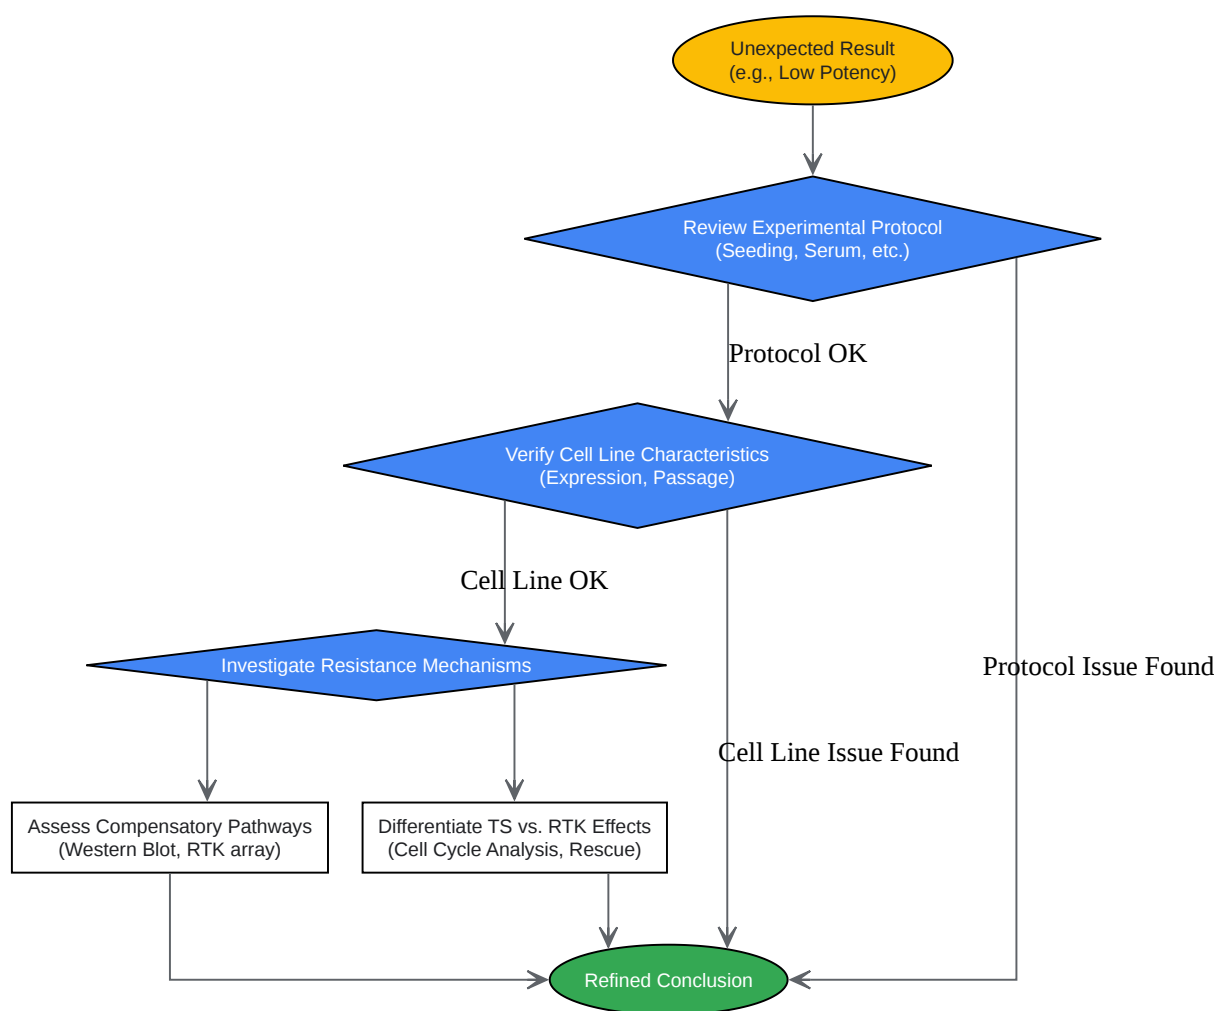 Unexpected Result
(e.g., Low Potency)
Review Experimental Protocol
(Seeding, Serum, etc.)
Protocol OK
Verify Cell Line Characteristics
(Expression, Passage)
Cell Line OK
Investigate Resistance Mechanisms
Protocol Issue Found
Cell Line Issue Found
Assess Compensatory Pathways
(Western Blot, RTK array)
Differentiate TS vs. RTK Effects
(Cell Cycle Analysis, Rescue)
Refined Conclusion